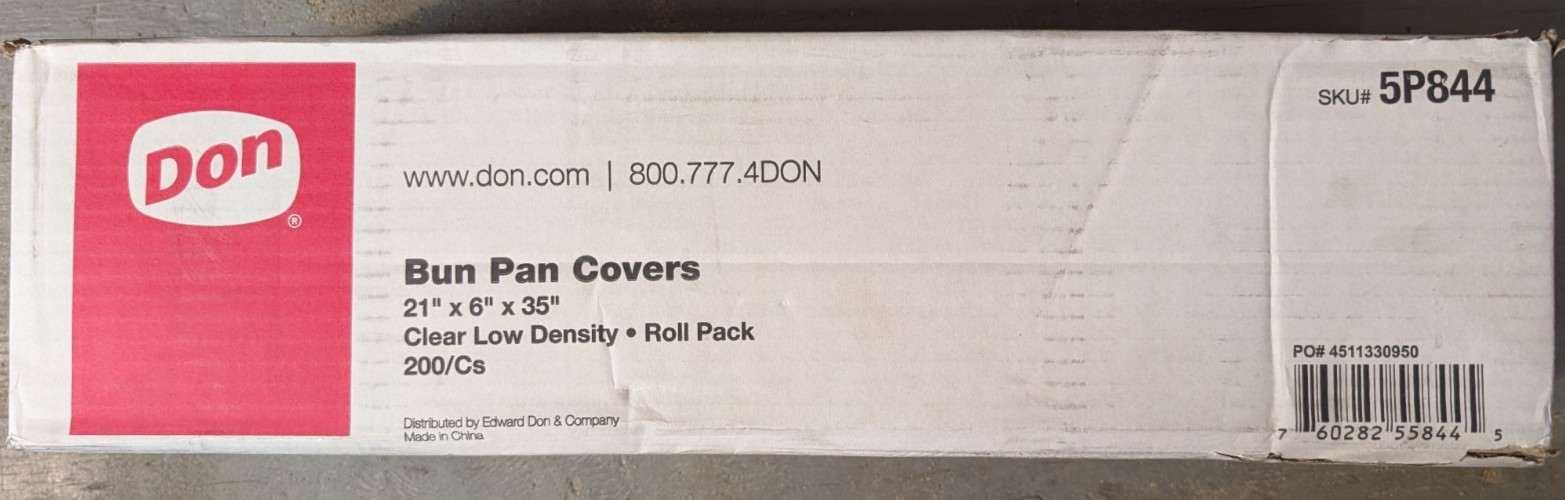 Don
®
www.don.com | 800.777.4DON
SKU# 5P844
Bun Pan Covers
21" x 6" x 35"
Clear Low Density • Roll Pack
200/Cs
Distributed by Edward Don & Company
Made in China
PO# 4511330950
7 60282 55844 5